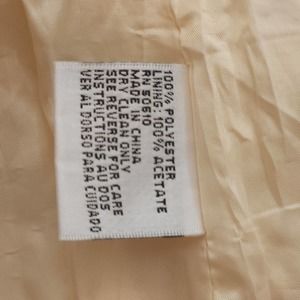 100% POLYESTER
LINING: 100% ACETATE
RN 50610
MADE IN CHINA
DRY CLEAN ONLY
SEE REVERSE FOR CARE
INSTRUCTIONS AU DOS
VER AL DORSO PARA CUIDADO